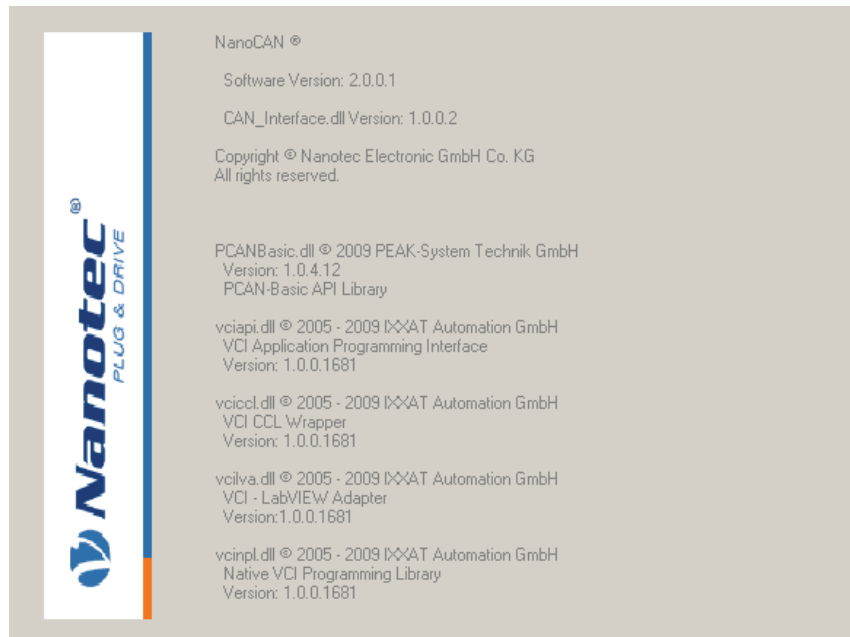 Nanotec®
PLUG & DRIVE
NanoCAN ®
Software Version: 2.0.0.1
CAN_Interface.dll Version: 1.0.0.2
Copyright © Nanotec Electronic GmbH Co. KG
All rights reserved.
PCANBasic.dll © 2009 PEAK-System Technik GmbH
Version: 1.0.4.12
PCAN-Basic API Library
vciapi.dll © 2005 - 2009 IXXAT Automation GmbH
VCI Application Programming Interface
Version: 1.0.0.1681
vciccl.dll © 2005 - 2009 IXXAT Automation GmbH
VCI CCL Wrapper
Version: 1.0.0.1681
vcilva.dll © 2005 - 2009 IXXAT Automation GmbH
VCI - LabVIEW Adapter
Version:1.0.0.1681
vcinpl.dll © 2005 - 2009 IXXAT Automation GmbH
Native VCI Programming Library
Version: 1.0.0.1681